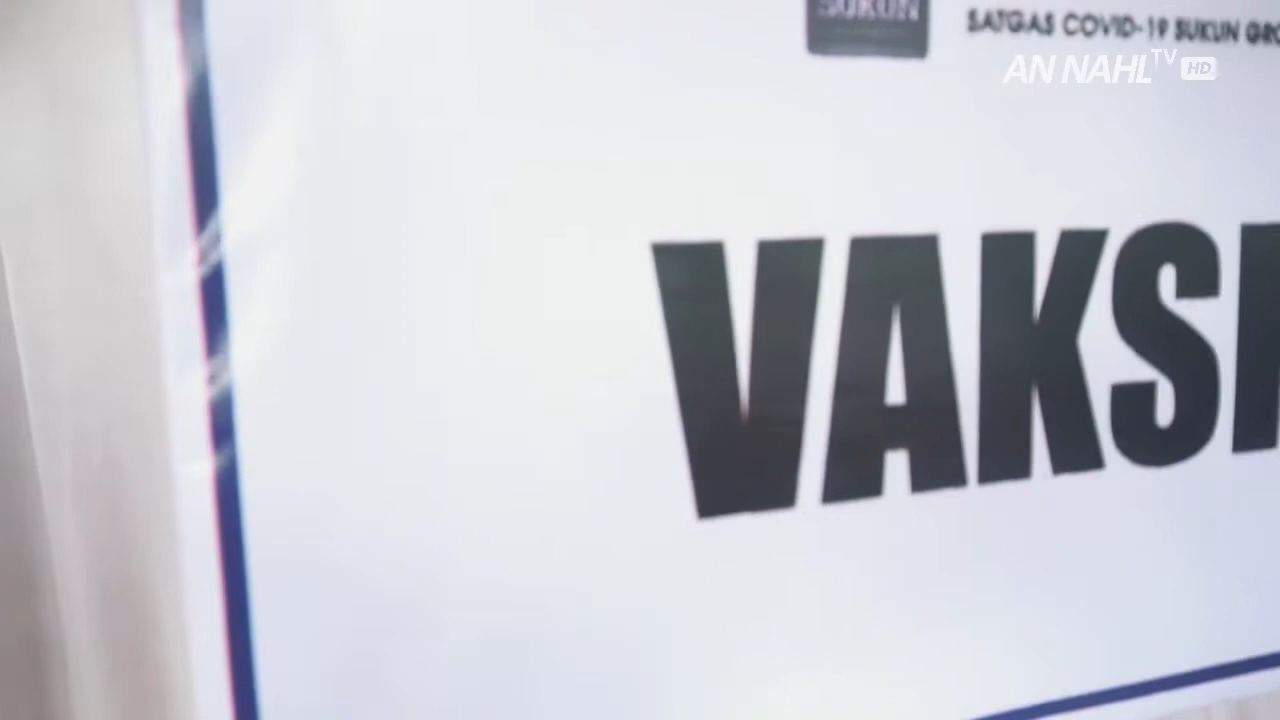 SUKUN
SATGAS COVID-19 SUKUN
AN NAHL TV HD
VAKSI